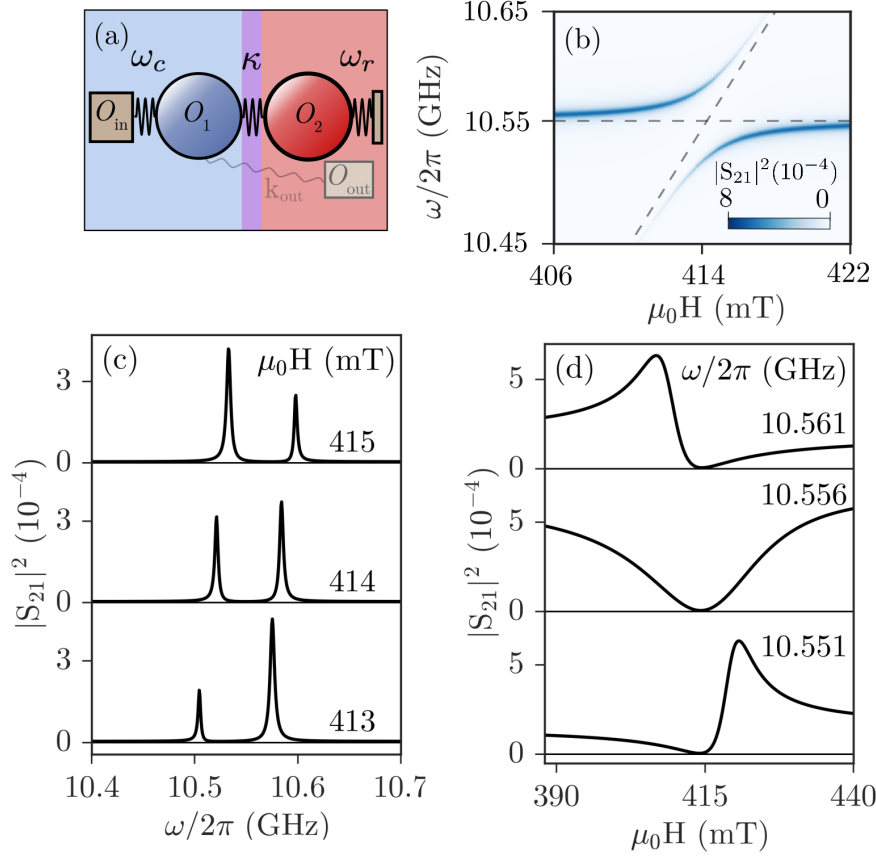 (a)
ω_c κ ω_r
O_in O_1 O_2
k_out O_out
(b)
ω/2π (GHz)
10.65
10.55
10.45
|S_21|^2(10^−4)
8 0
406 414 422
μ_0H (mT)
(c)
μ_0H (mT)
|S_21|^2 (10^−4)
3
0
415
3
0
414
3
0
413
10.4 10.5 10.6 10.7
ω/2π (GHz)
(d)
ω/2π (GHz)
|S_21|^2 (10^−4)
5
0
10.561
5
0
10.556
5
0
10.551
390 415 440
μ_0H (mT)